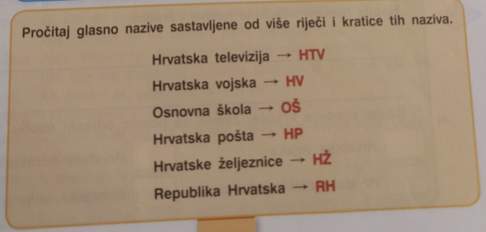 Pročitaj glasno nazive sastavljene od više riječi i kratice tih naziva.
Hrvatska televizija → HTV
Hrvatska vojska → HV
Osnovna škola → OŠ
Hrvatska pošta → HP
Hrvatske željeznice → HŽ
Republika Hrvatska → RH